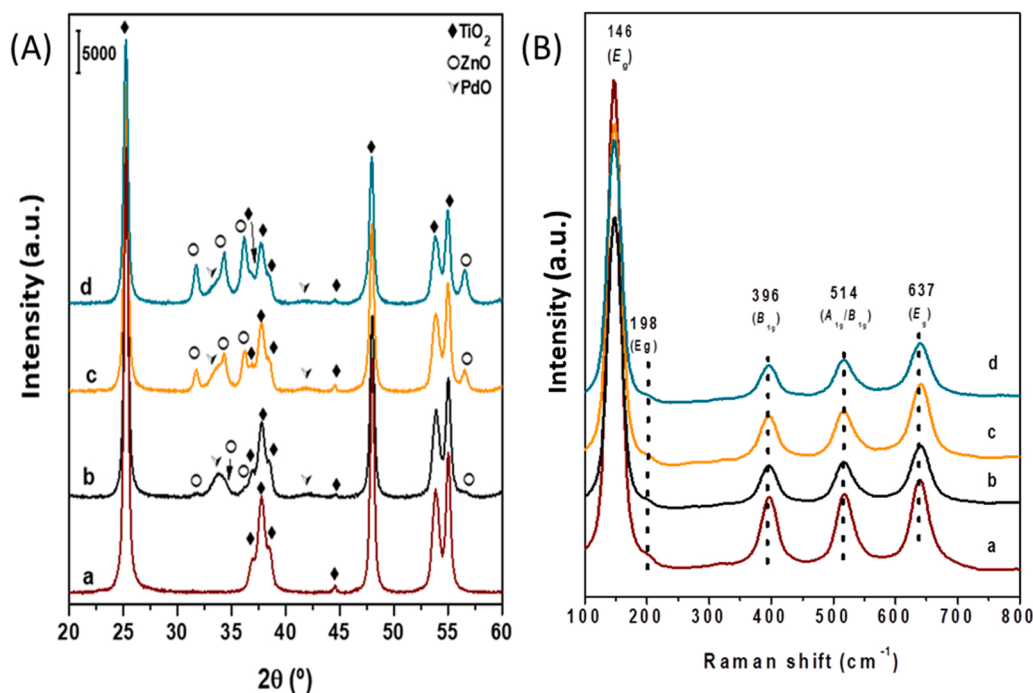 (A)
5000
TiO2
ZnO
PdO
d
c
b
a
Intensity (a.u.)
20 25 30 35 40 45 50 55 60
2θ (º)
(B)
146
(Eg)
198
(Eg)
396
(B1g)
514
(A1g/B1g)
637
(Eg)
d
c
b
a
Intensity (a.u.)
100 200 300 400 500 600 700 800
Raman shift (cm-1)